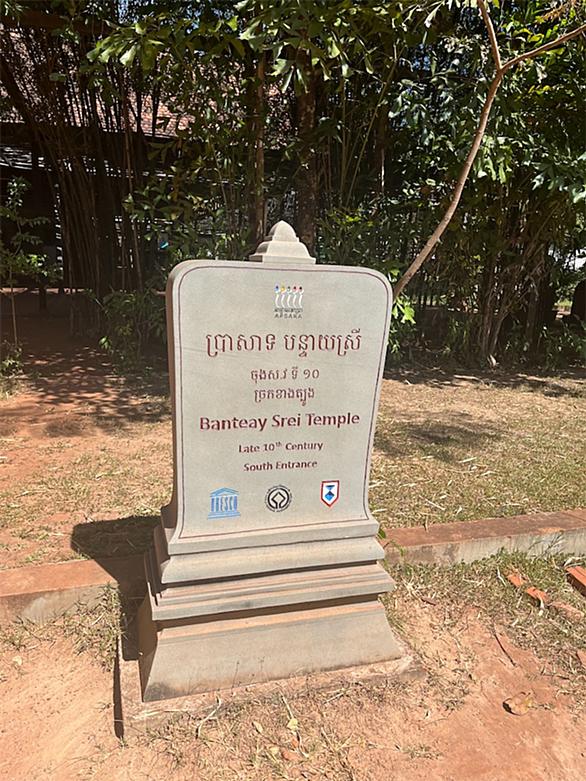 APSARA
ប្រាសាទ បន្ទាយស្រី
ចុងស.វ ទី ១០
ច្រកខាងត្បូង
Banteay Srei Temple
Late 10th Century
South Entrance
UNESCO